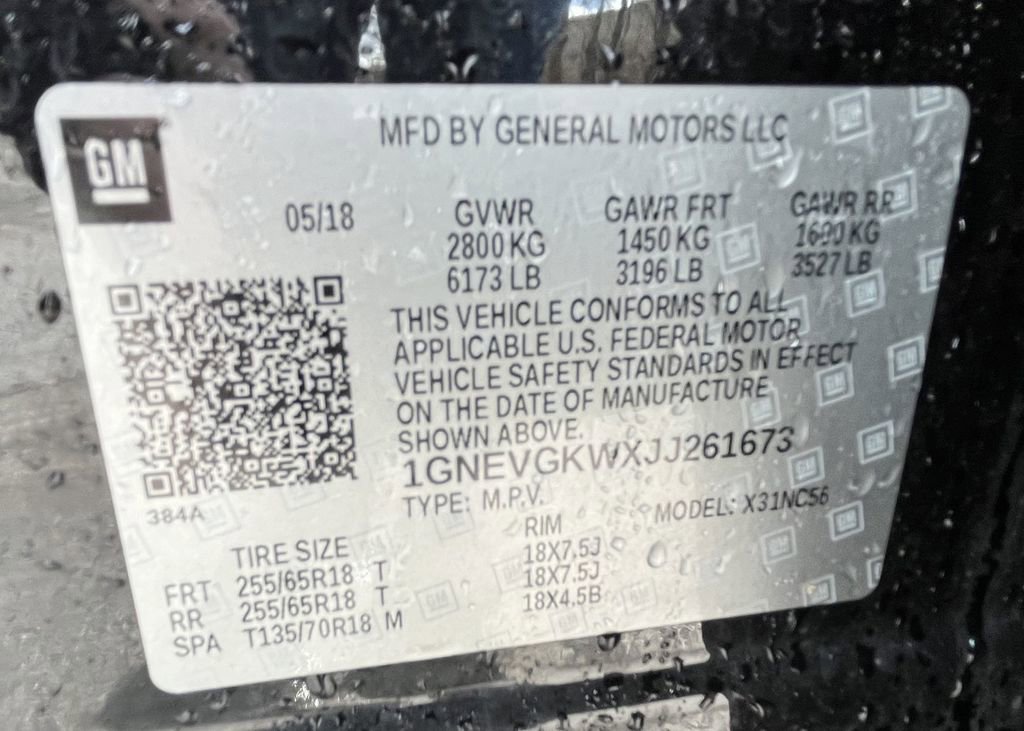 GM
MFD BY GENERAL MOTORS LLC
05/18
GVWR
2800 KG
6173 LB
GAWR FRT
1450 KG
3196 LB
GAWR RR
1600 KG
3527 LB
THIS VEHICLE CONFORMS TO ALL
APPLICABLE U.S. FEDERAL MOTOR
VEHICLE SAFETY STANDARDS IN EFFECT
ON THE DATE OF MANUFACTURE
SHOWN ABOVE.
1GNEVGKWXJJ261673
TYPE: M.P.V. MODEL: X31NC56
384A
TIRE SIZE RIM
FRT 255/65R18 T 18X7.5J
RR 255/65R18 T 18X7.5J
SPA T135/70R18 M 18X4.5B